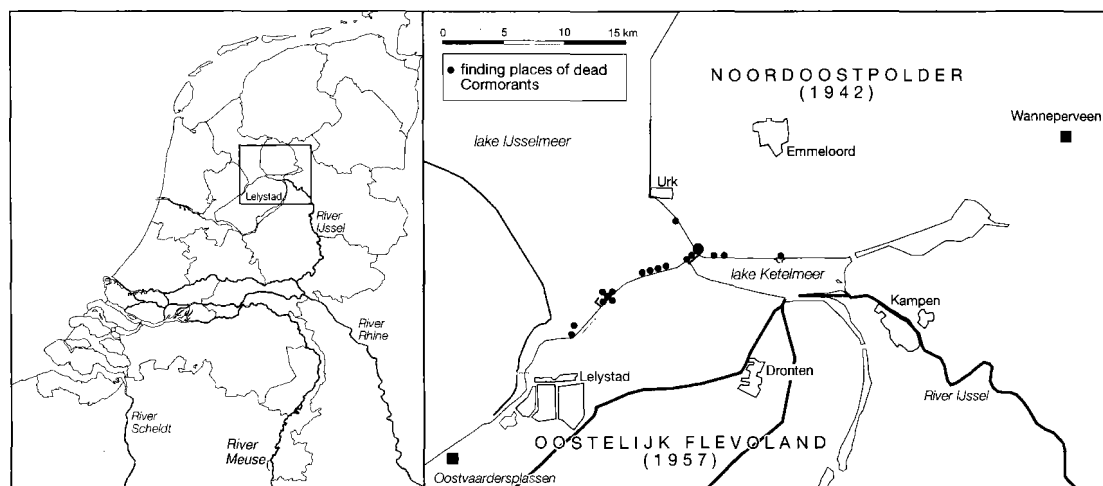 Lelystad
River
IJssel
River
Rhine
River
Scheldt
River
Meuse
0 5 10 15 km
finding places of dead
Cormorants
NOORDOOSTPOLDER
(1942)
Wanneperveen
lake IJsselmeer
Emmeloord
Urk
lake Ketelmeer
Kampen
Dronten
Lelystad
River IJssel
OOSTELIJK FLEVOLAND
(1957)
Oostvaardersplassen